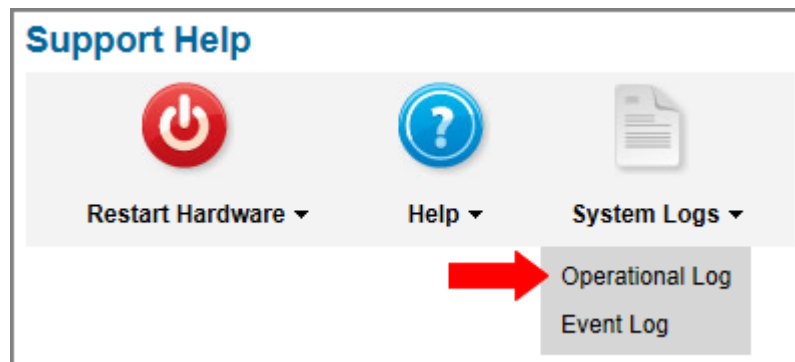 Support Help
Restart Hardware
Help
System Logs
Operational Log
Event Log